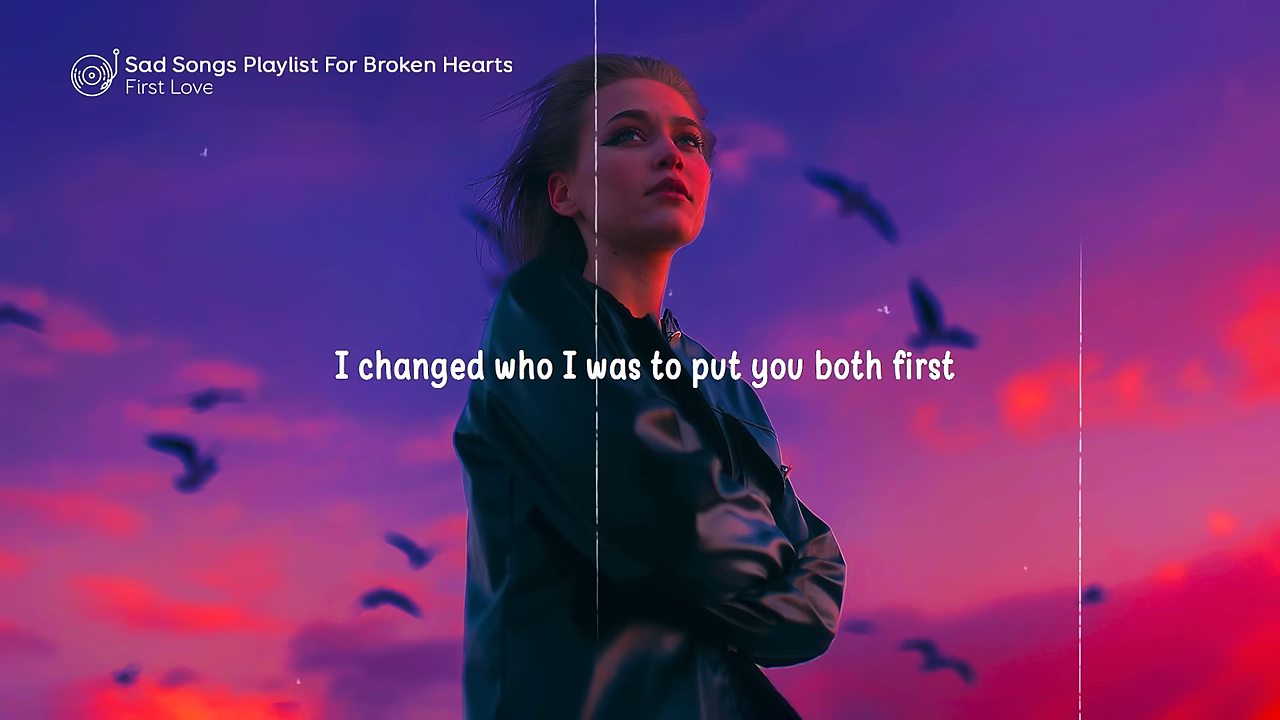 Sad Songs Playlist For Broken Hearts
First Love
I changed who I was to put you both first